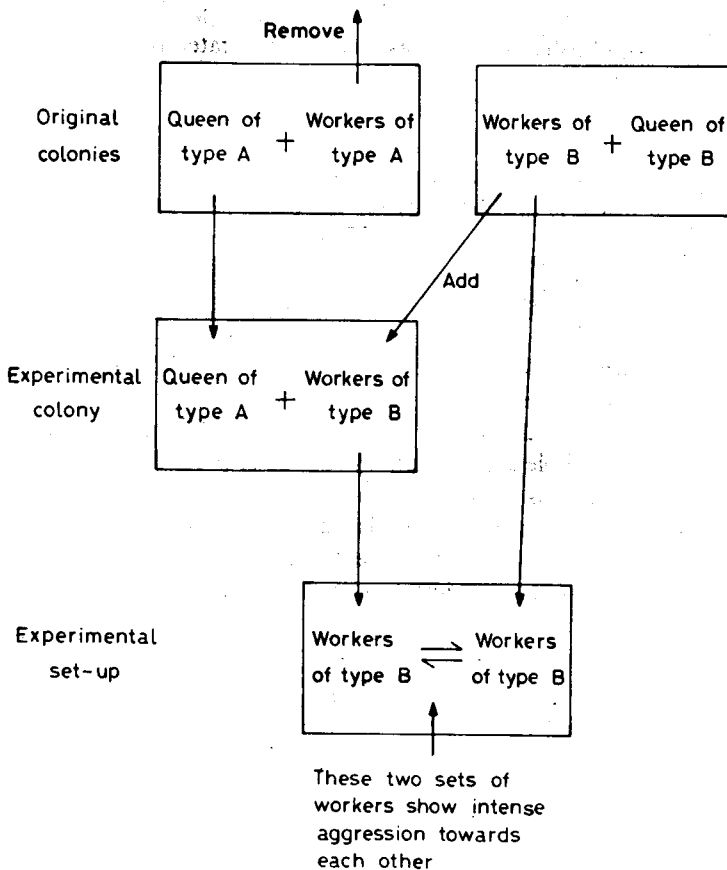 Remove
Original
colonies
Queen of
type A
+
Workers of
type A
Workers of
type B
+
Queen of
type B
Add
Experimental
colony
Queen of
type A
+
Workers of
type B
Experimental
set-up
Workers
of type B
⇌
Workers
of type B
These two sets of
workers show intense
aggression towards
each other